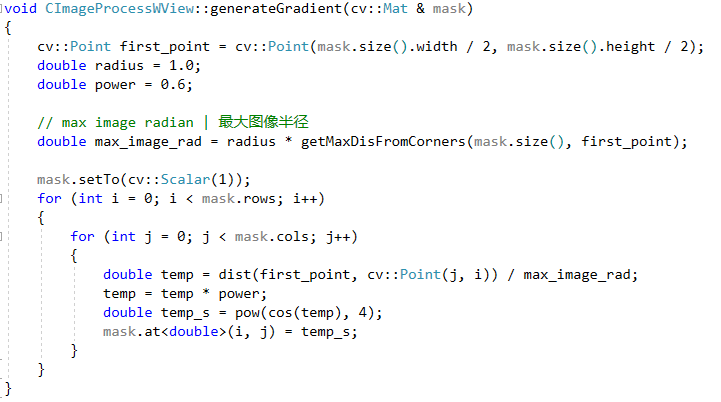 void CImageProcessWView::generateGradient(cv::Mat & mask)
{
    cv::Point first_point = cv::Point(mask.size().width / 2, mask.size().height / 2);
    double radius = 1.0;
    double power = 0.6;

    // max image radian | 最大图像半径
    double max_image_rad = radius * getMaxDisFromCorners(mask.size(), first_point);

    mask.setTo(cv::Scalar(1));
    for (int i = 0; i < mask.rows; i++)
    {
        for (int j = 0; j < mask.cols; j++)
        {
            double temp = dist(first_point, cv::Point(j, i)) / max_image_rad;
            temp = temp * power;
            double temp_s = pow(cos(temp), 4);
            mask.at<double>(i, j) = temp_s;
        }
    }
}